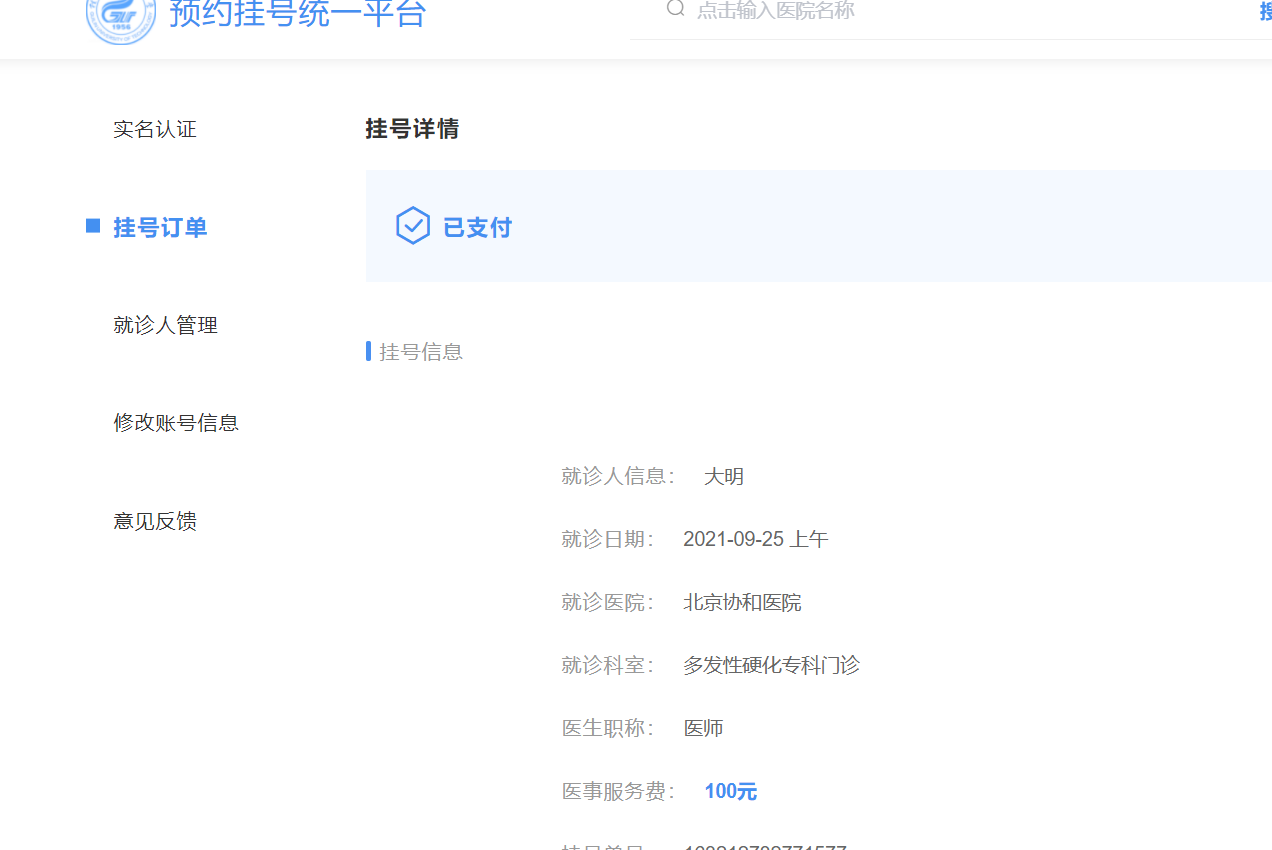 预约挂号统一平台
点击输入医院名称
实名认证
挂号订单
就诊人管理
修改账号信息
意见反馈
挂号详情
已支付
挂号信息
就诊人信息： 大明
就诊日期： 2021-09-25 上午
就诊医院： 北京协和医院
就诊科室： 多发性硬化专科门诊
医生职称： 医师
医事服务费： 100元